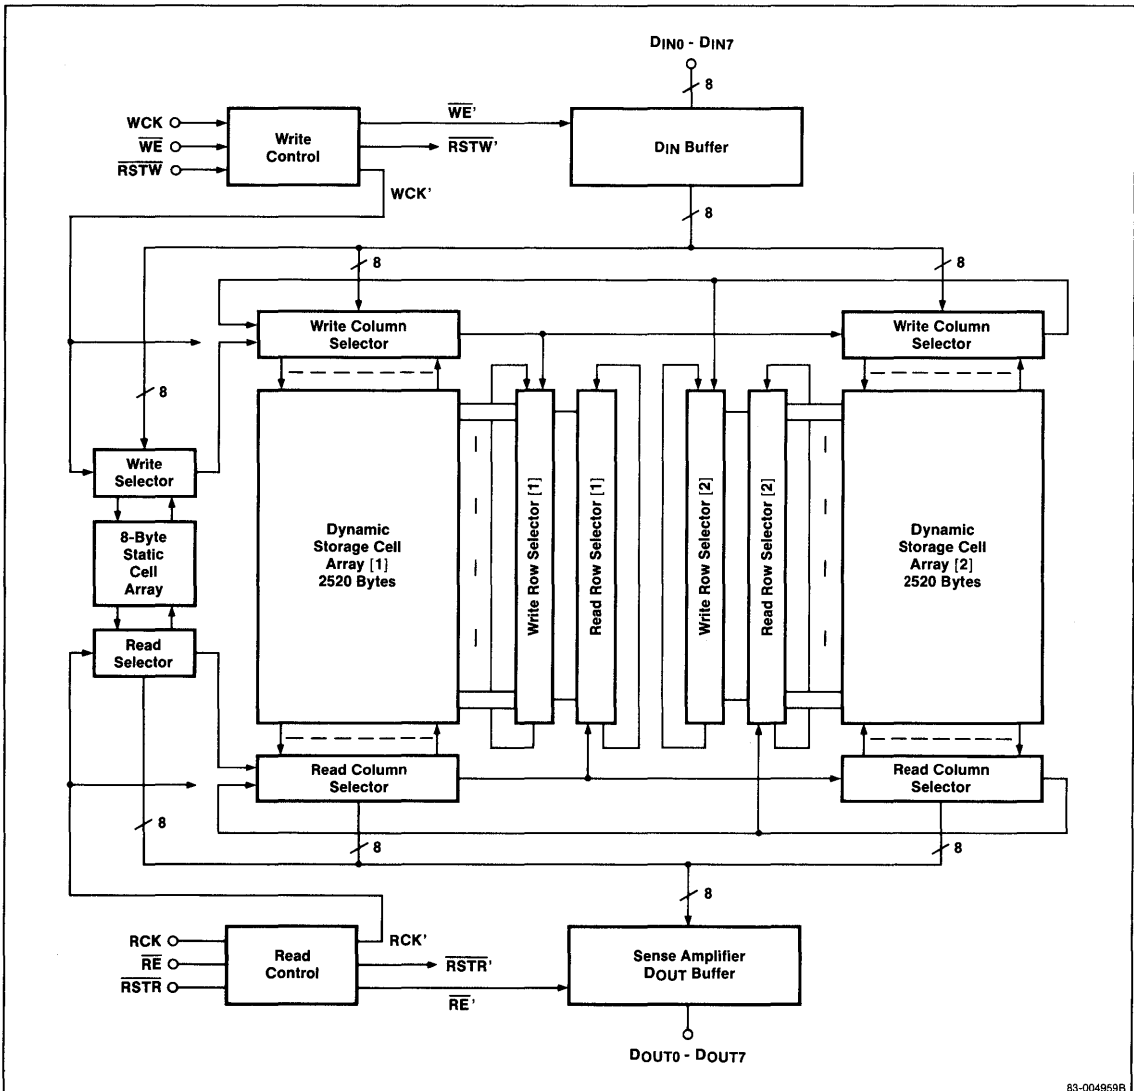 DIN0 - DIN7
8
WCK
WE
RSTW
Write
Control
WE'
RSTW'
WCK'
DIN Buffer
8
8
8
Write Column
Selector
Write Column
Selector
8
Write
Selector
8-Byte
Static
Cell
Array
Read
Selector
Dynamic
Storage Cell
Array [1]
2520 Bytes
Write Row Selector [1]
Read Row Selector [1]
Write Row Selector [2]
Read Row Selector [2]
Dynamic
Storage Cell
Array [2]
2520 Bytes
Read Column
Selector
Read Column
Selector
8
8
8
8
RCK
RE
RSTR
Read
Control
RCK'
RSTR'
RE'
Sense Amplifier
DOUT Buffer
DOUT0 - DOUT7
83-004959B